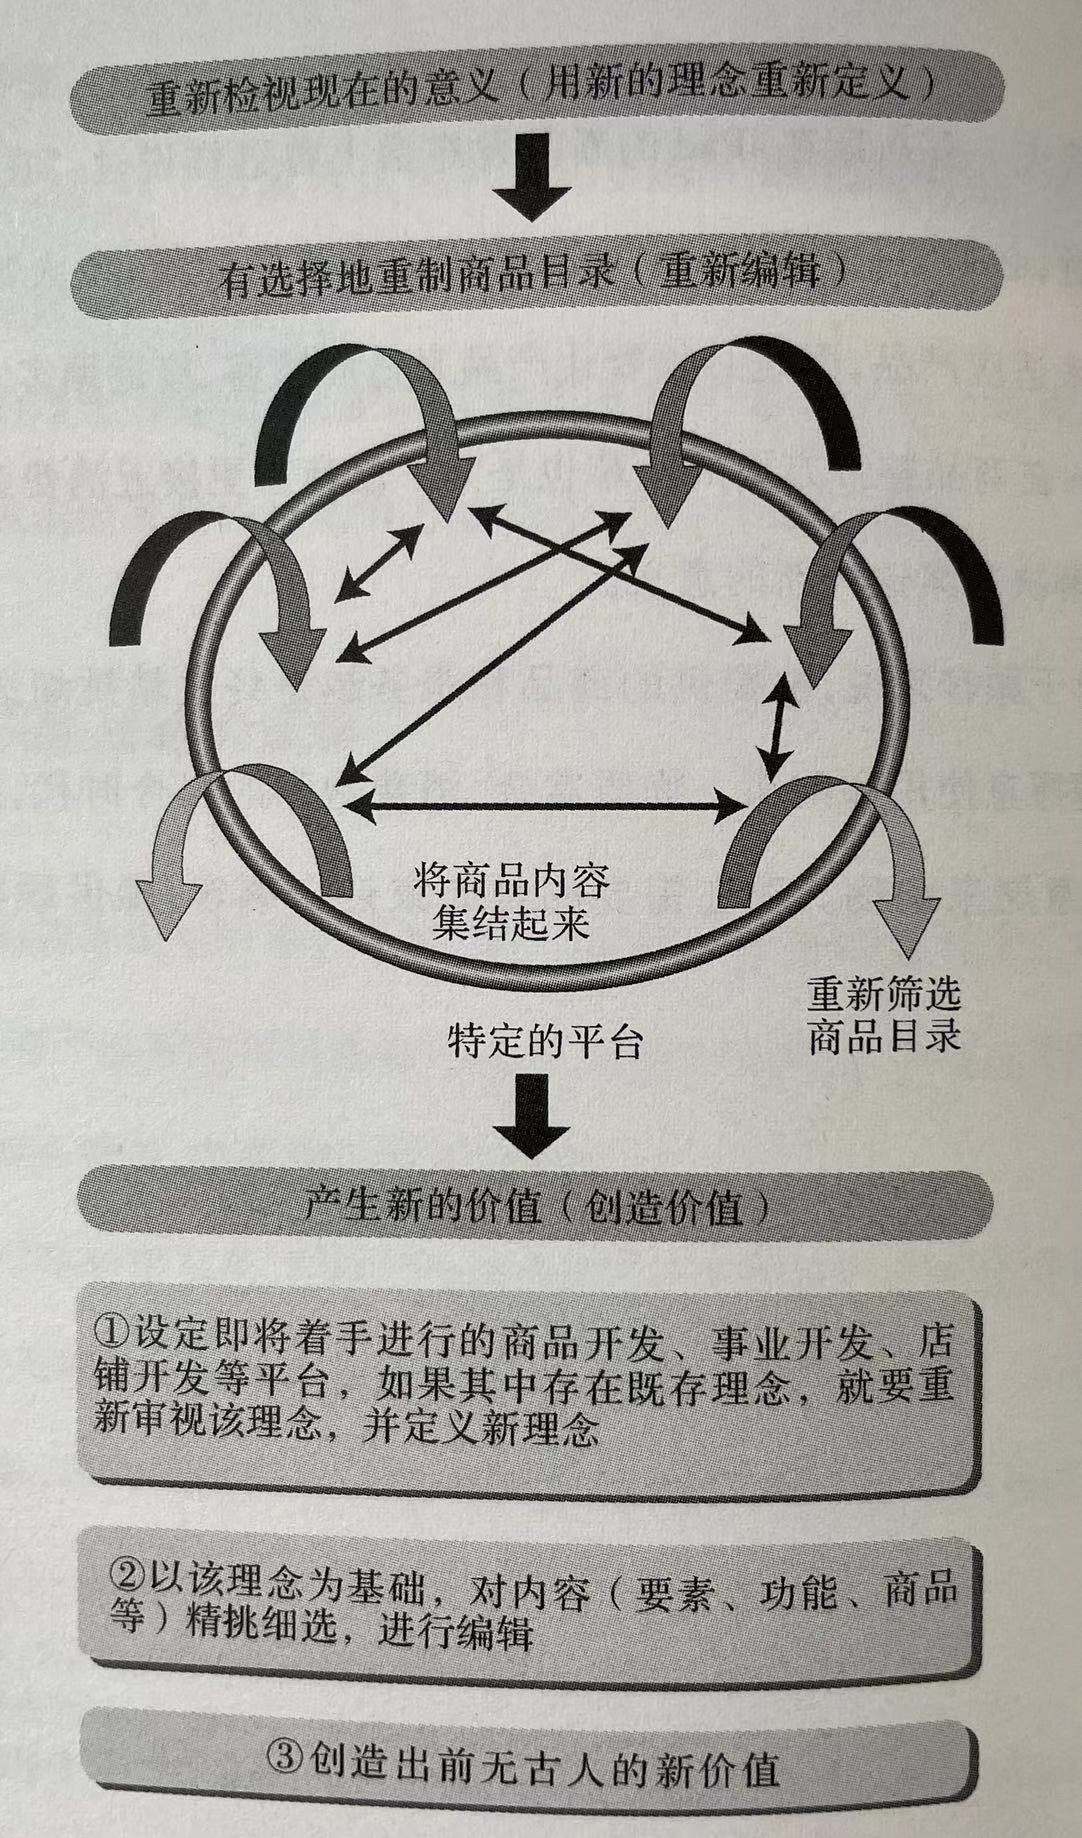 重新检视现在的意义（用新的理念重新定义）
有选择地重制商品目录（重新编辑）
将商品内容
集结起来
重新筛选
商品目录
特定的平台
产生新的价值（创造价值）
①设定即将着手进行的商品开发、事业开发、店
铺开发等平台，如果其中存在既存理念，就要重
新审视该理念，并定义新理念
②以该理念为基础，对内容（要素、功能、商品
等）精挑细选，进行编辑
③创造出前无古人的新价值